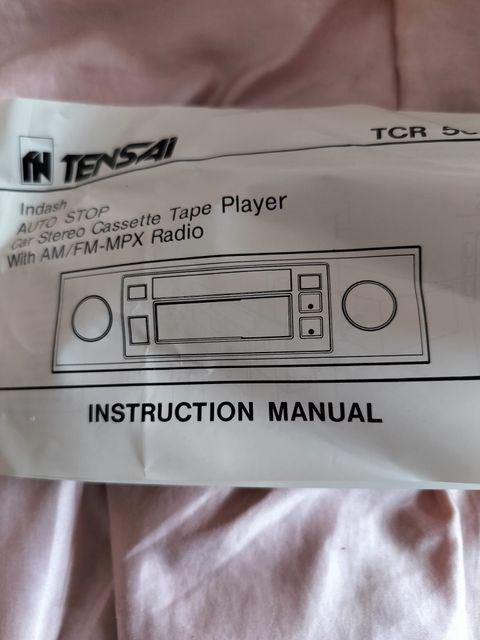 TENSAI
TCR
Indash
AUTO STOP
Car Stereo Cassette Tape Player
With AM/FM-MPX Radio
INSTRUCTION MANUAL